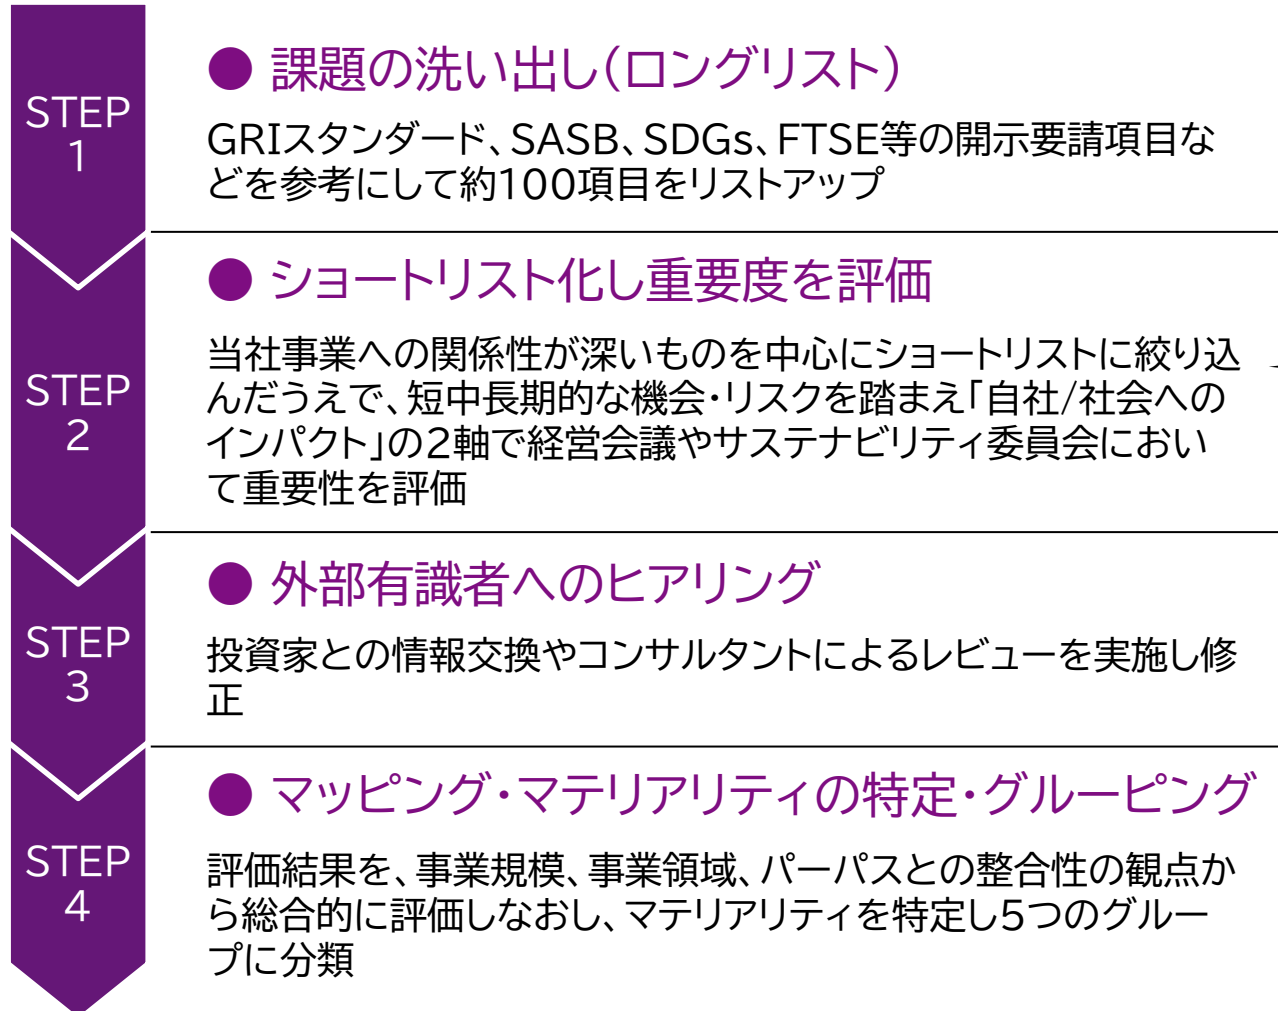 STEP
1
● 課題の洗い出し(ロングリスト)
GRIスタンダード、SASB、SDGs、FTSE等の開示要請項目な
どを参考にして約100項目をリストアップ
STEP
2
● ショートリスト化し重要度を評価
当社事業への関係性が深いものを中心にショートリストに絞り込
んだうえで、短中長期的な機会・リスクを踏まえ「自社/社会への
インパクト」の2軸で経営会議やサステナビリティ委員会におい
て重要性を評価
STEP
3
● 外部有識者へのヒアリング
投資家との情報交換やコンサルタントによるレビューを実施し修
正
STEP
4
● マッピング・マテリアリティの特定・グルーピング
評価結果を、事業規模、事業領域、パーパスとの整合性の観点か
ら総合的に評価しなおし、マテリアリティを特定し5つのグルー
プに分類